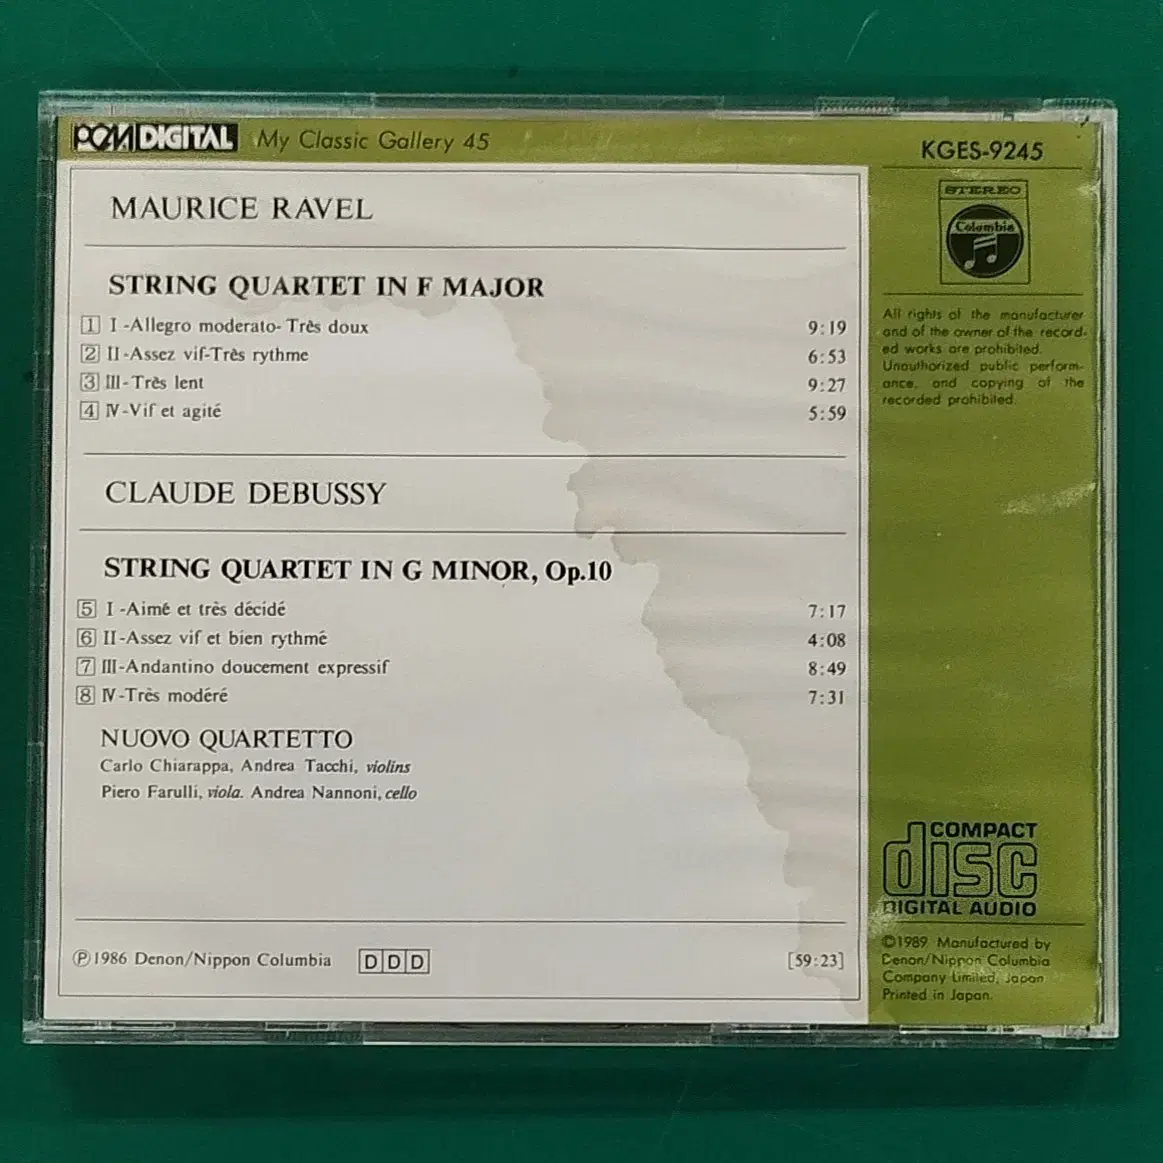 PCM DIGITAL My Classic Gallery 45
KGES-9245
STEREO
Columbia
All rights of the manufacturer
and of the owner of the record-
ed works are prohibited.
Unauthorized public perform-
ance, and copying of the
recorded prohibited.
MAURICE RAVEL
STRING QUARTET IN F MAJOR
1 I-Allegro moderato-Très doux 9:19
2 II-Assez vif-Très rythme 6:53
3 III-Très lent 9:27
4 IV-Vif et agité 5:59
CLAUDE DEBUSSY
STRING QUARTET IN G MINOR, Op.10
5 I-Aimé et très décidé 7:17
6 II-Assez vif et bien rythmé 4:08
7 III-Andantino doucement expressif 8:49
8 IV-Très modéré 7:31
NUOVO QUARTETTO
Carlo Chiarappa, Andrea Tacchi, violins
Piero Farulli, viola. Andrea Nannoni, cello
Ⓟ1986 Denon/Nippon Columbia DDD [59:23]
COMPACT
disc
DIGITAL AUDIO
©1989 Manufactured by
Denon/Nippon Columbia
Company Limited, Japan
Printed in Japan.